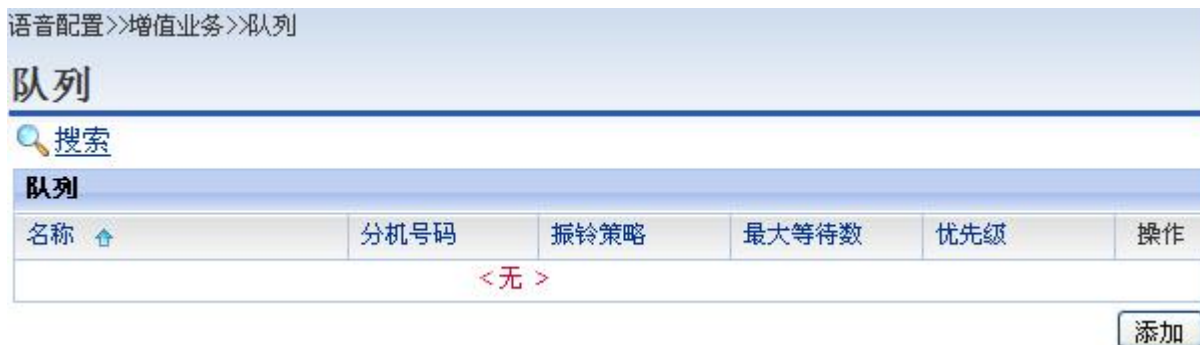 语音配置>>增值业务>>队列
队列
搜索
队列
名称 分机号码 振铃策略 最大等待数 优先级 操作
<无 >
添加